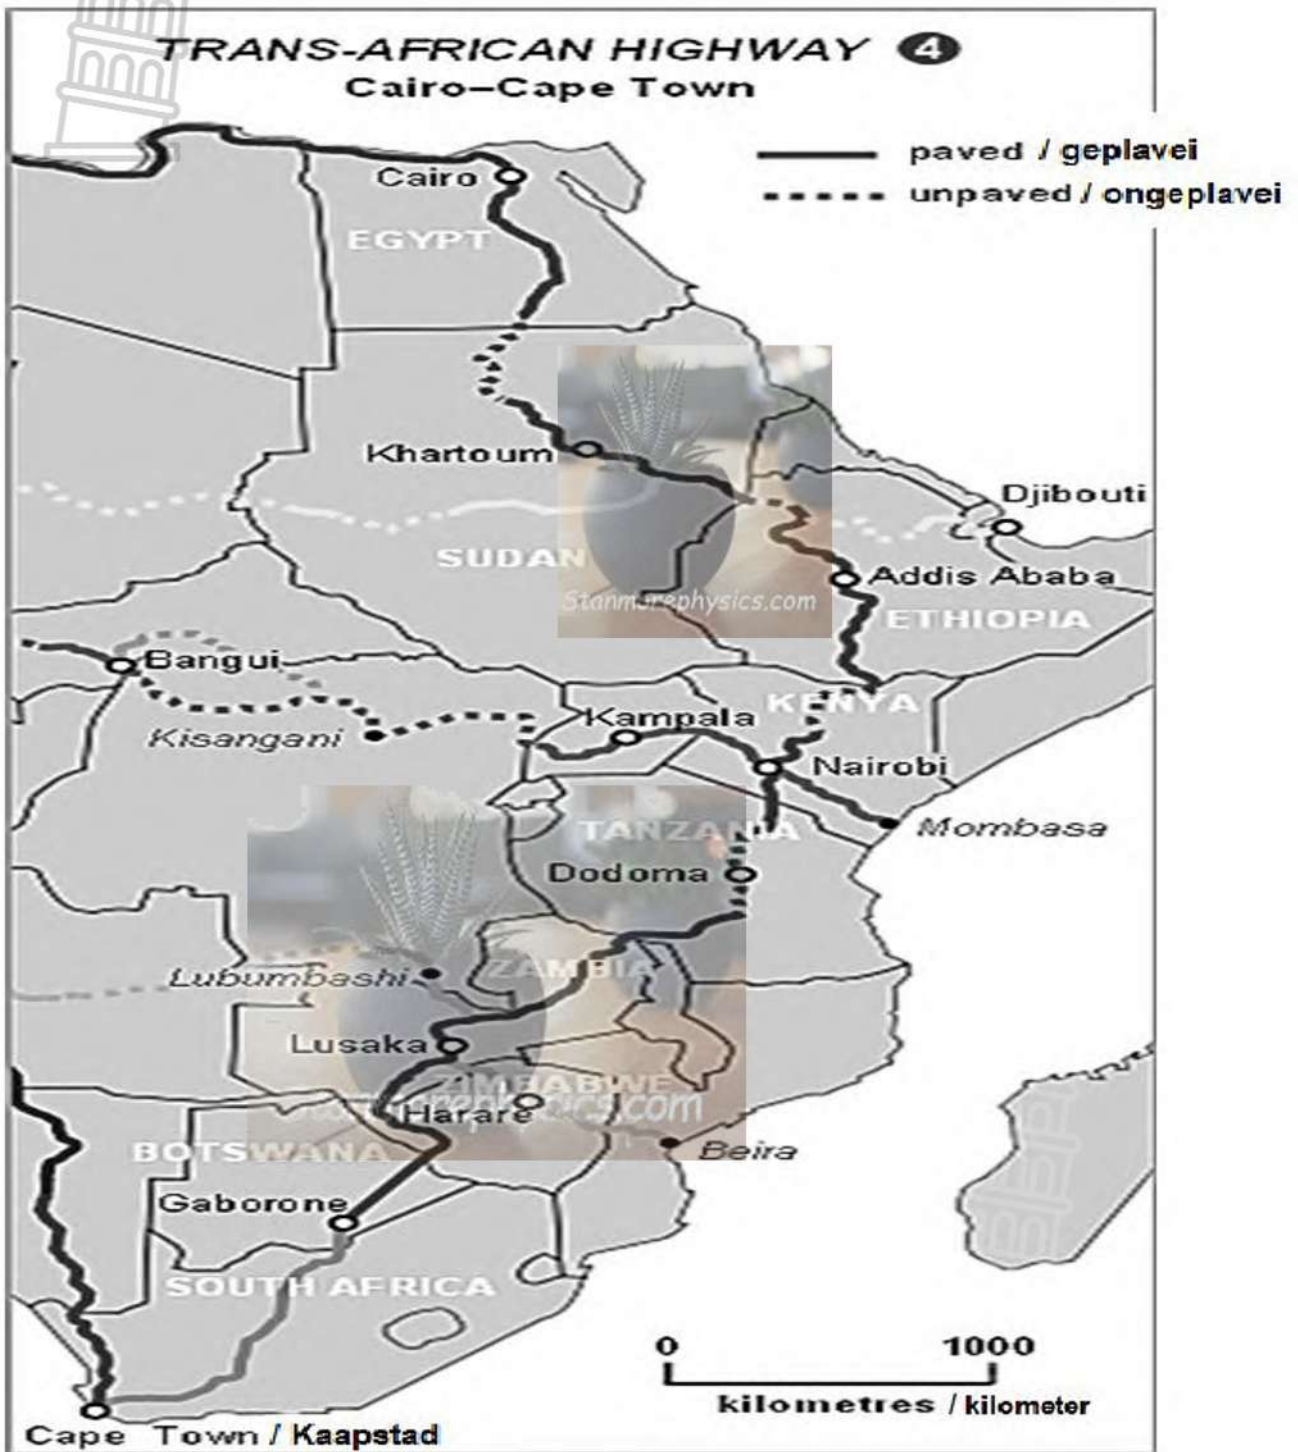 TRANS-AFRICAN HIGHWAY 4
Cairo–Cape Town
paved / geplavei
unpaved / ongeplavei
Cairo
EGYPT
Khartoum
Djibouti
SUDAN
Addis Ababa
Stanmorephysics.com
ETHIOPIA
Bangui
KENYA
Kampala
Kisangani
Nairobi
TANZANIA
Mombasa
Dodoma
ZAMBIA
Lubumbashi
Lusaka
ZIMBABWE
Harare
BOTSWANA
Beira
Gaborone
SOUTH AFRICA
0 1000
kilometres / kilometer
Cape Town / Kaapstad